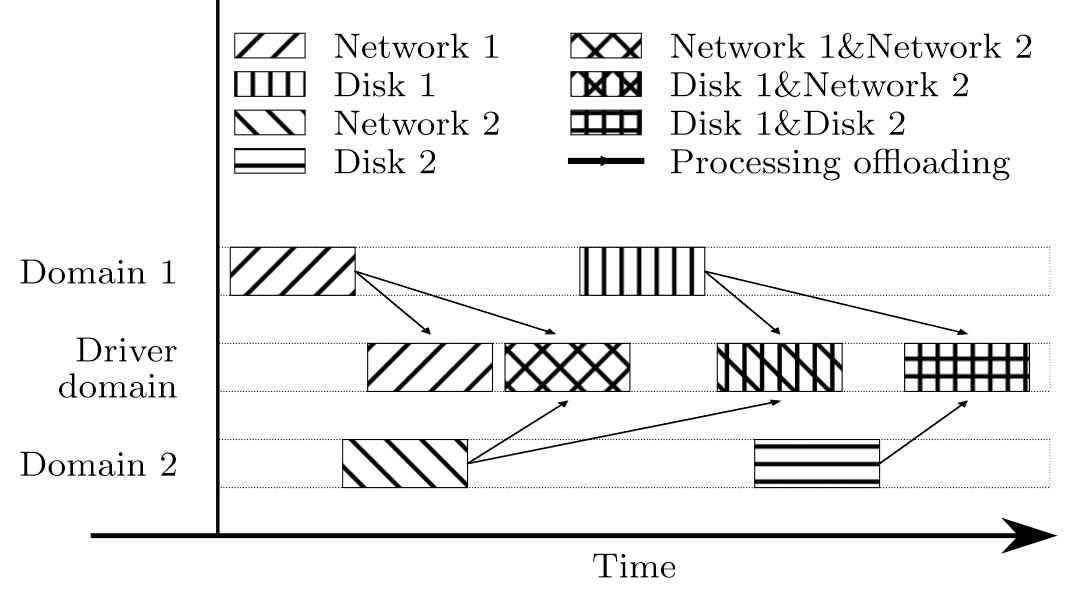 Network 1
Network 1&Network 2
Disk 1
Disk 1&Network 2
Network 2
Disk 1&Disk 2
Disk 2
Processing offloading
Domain 1
Driver
domain
Domain 2
Time